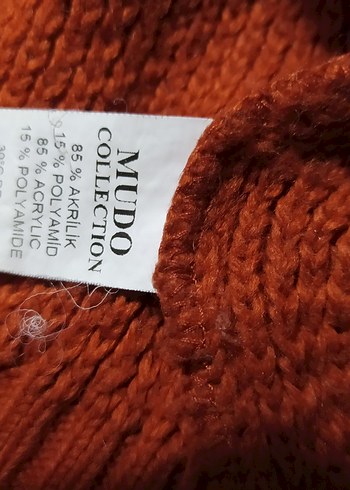 MUDO
COLLECTION
85 % AKRİLİK
15 % POLYAMİD
85 % ACRYLIC
15 % POLYAMIDE